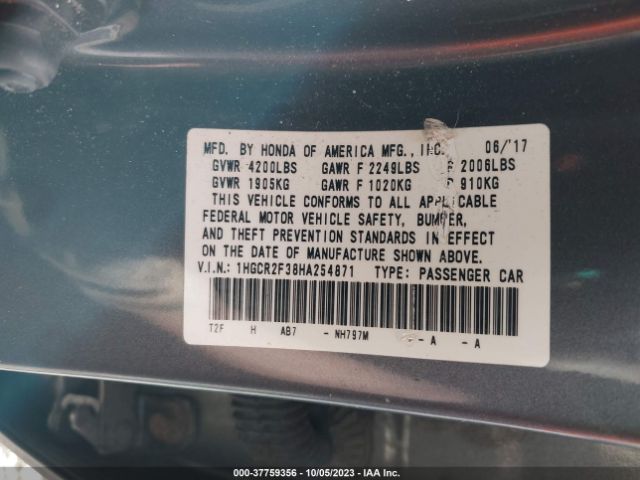 MFD. BY HONDA OF AMERICA MFG., INC. 06/'17
GVWR 4200LBS GAWR F 2249LBS 2006LBS
GVWR 1905KG GAWR F 1020KG 910KG
THIS VEHICLE CONFORMS TO ALL APPLICABLE
FEDERAL MOTOR VEHICLE SAFETY, BUMPER,
AND THEFT PREVENTION STANDARDS IN EFFECT
ON THE DATE OF MANUFACTURE SHOWN ABOVE.
V.I.N.: 1HGCR2F38HA254871 TYPE: PASSENGER CAR
T2F H AB7 - NH797M - A - A
000-37759356 - 10/05/2023 - IAA Inc.